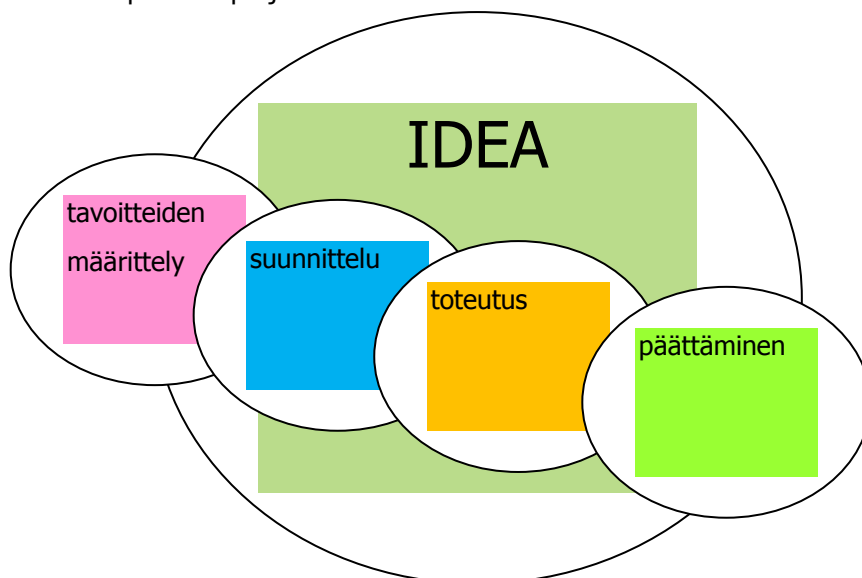 IDEA
tavoitteiden
määrittely
suunnittelu
toteutus
päättäminen